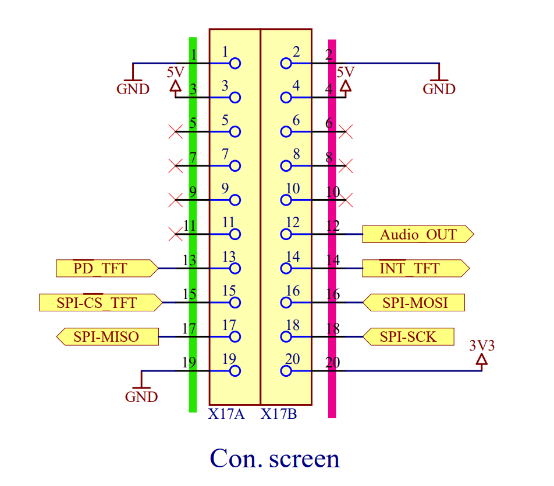 1 1 2 2
GND 5V 5V GND
3 3 4 4
5 5 6 6
7 7 8 8
9 9 10 10
11 11 12 12 Audio_OUT
PD_TFT 13 13 14 14 INT_TFT
SPI-CS_TFT 15 15 16 16 SPI-MOSI
SPI-MISO 17 17 18 18 SPI-SCK
3V3
19 19 20 20
GND
X17A X17B
Con. screen